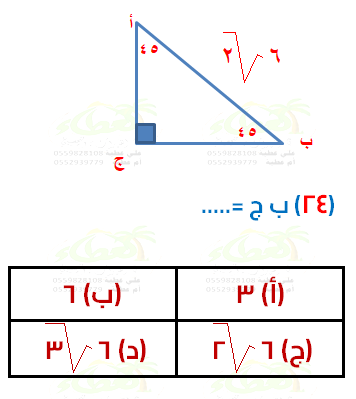 أ
٤٥
٦√٢
٤٥
ب
ج
(٢٤) ب ج =.....
(أ) ٣
(ب) ٦
(ج) ٦√٢
(د) ٦√٣